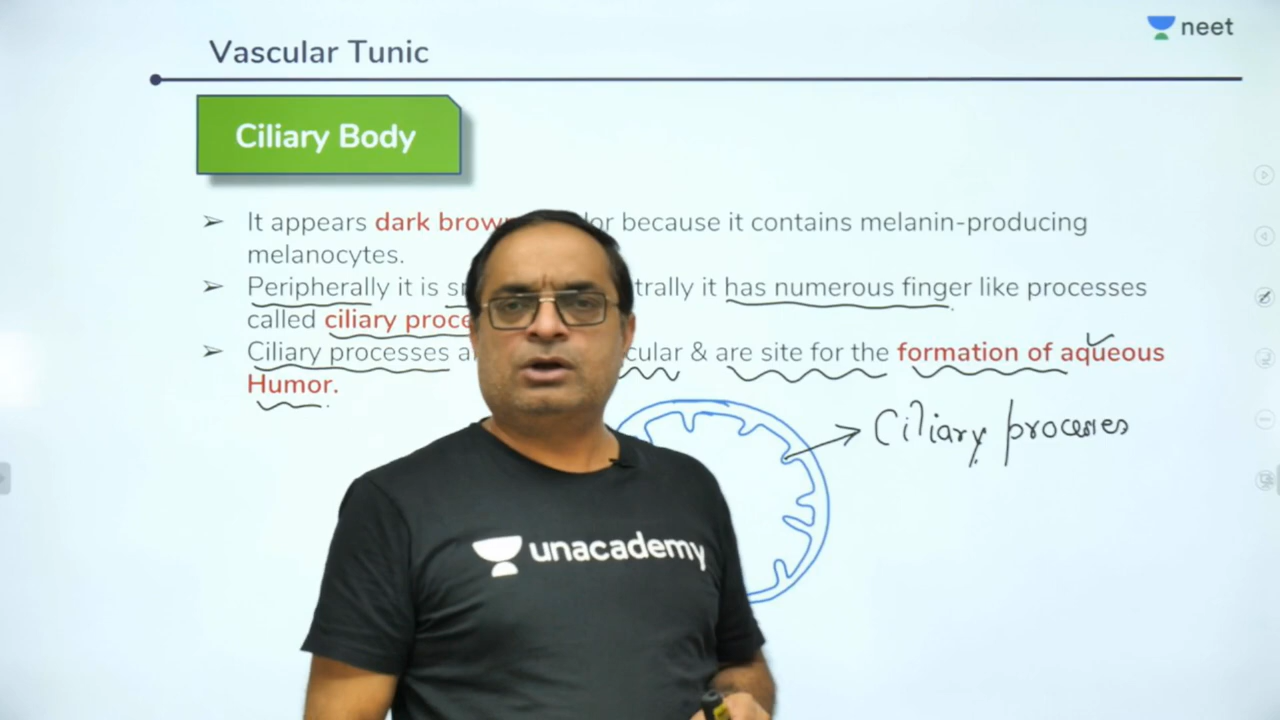 neet
Vascular Tunic
Ciliary Body
It appears dark brow or because it contains melanin-producing
melanocytes.
Peripherally it is trally it has numerous finger like processes
called ciliary proce
Ciliary processes cular & are site for the formation of aqueous
Humor.
Ciliary processes
unacademy